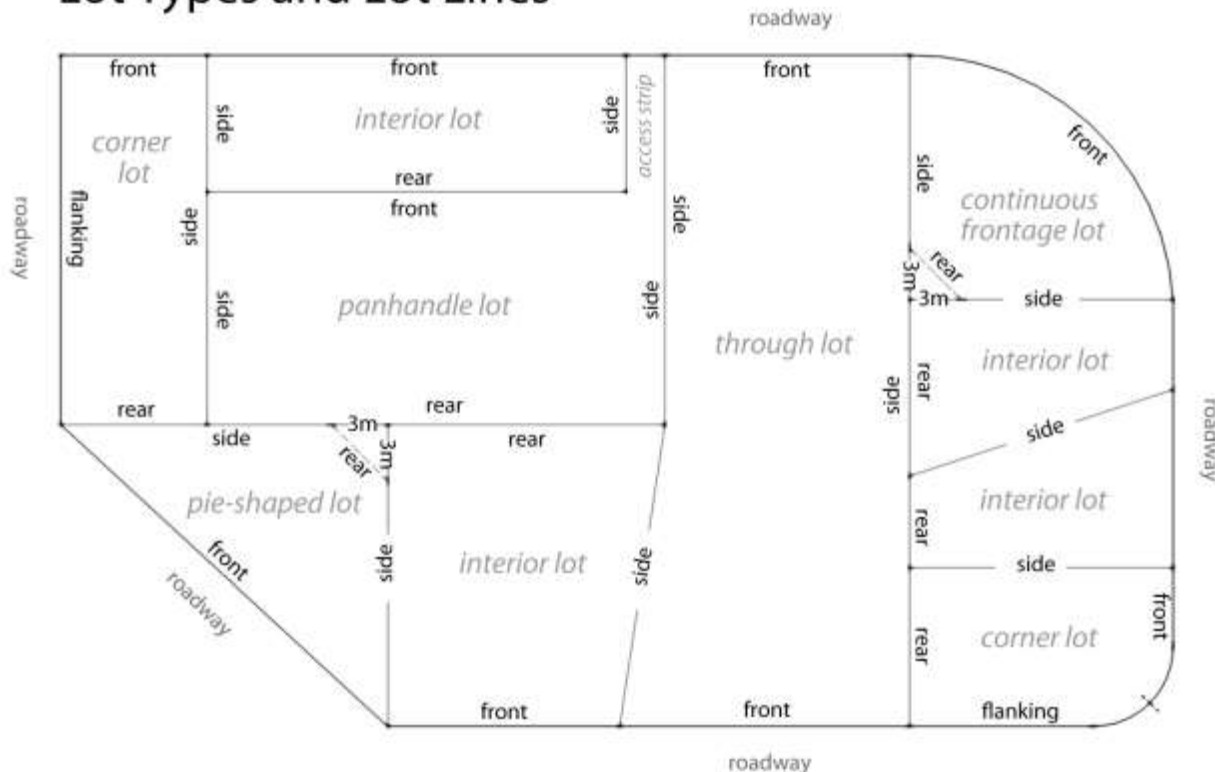 Lot Types and Lot Lines
roadway
front
front
front
corner
lot
side
interior lot
side
access strip
front
roadway
flanking
side
rear
front
side
side
continuous
frontage lot
rear
3m
3m
side
side
panhandle lot
side
through lot
interior lot
rear
side
rear
rear
side
3m
3m
rear
rear
side
roadway
pie-shaped lot
interior lot
rear
front
roadway
side
interior lot
side
side
front
corner lot
rear
front
front
flanking
roadway